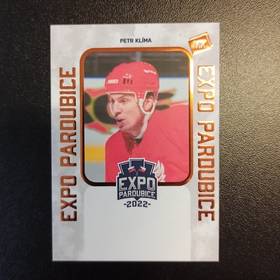 PETR KLÍMA
EXPO PARDUBICE
EXPO PARDUBICE
EXPO
PARDUBICE
-2022-